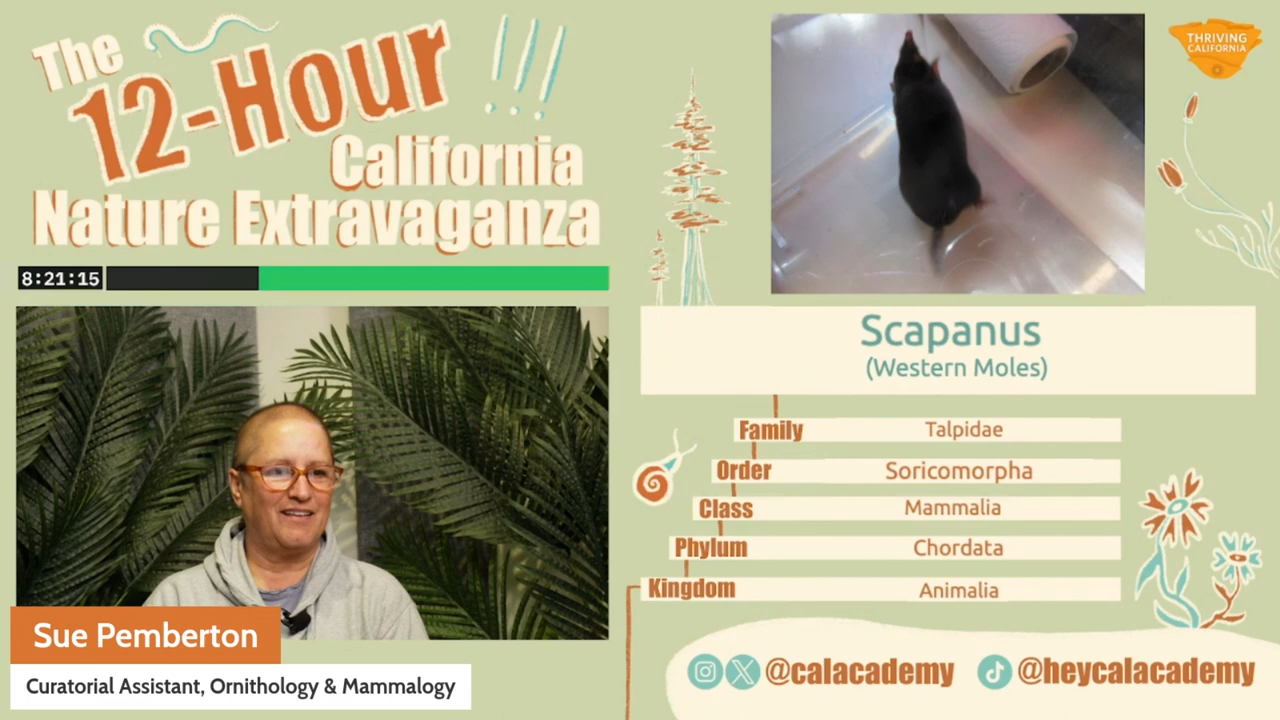 The
12-Hour
California
Nature Extravaganza
!!!
8:21:15
THRIVING
CALIFORNIA
Scapanus
(Western Moles)
Family Talpidae
Order Soricomorpha
Class Mammalia
Phylum Chordata
Kingdom Animalia
Sue Pemberton
Curatorial Assistant, Ornithology & Mammalogy
@calacademy @heycalacademy